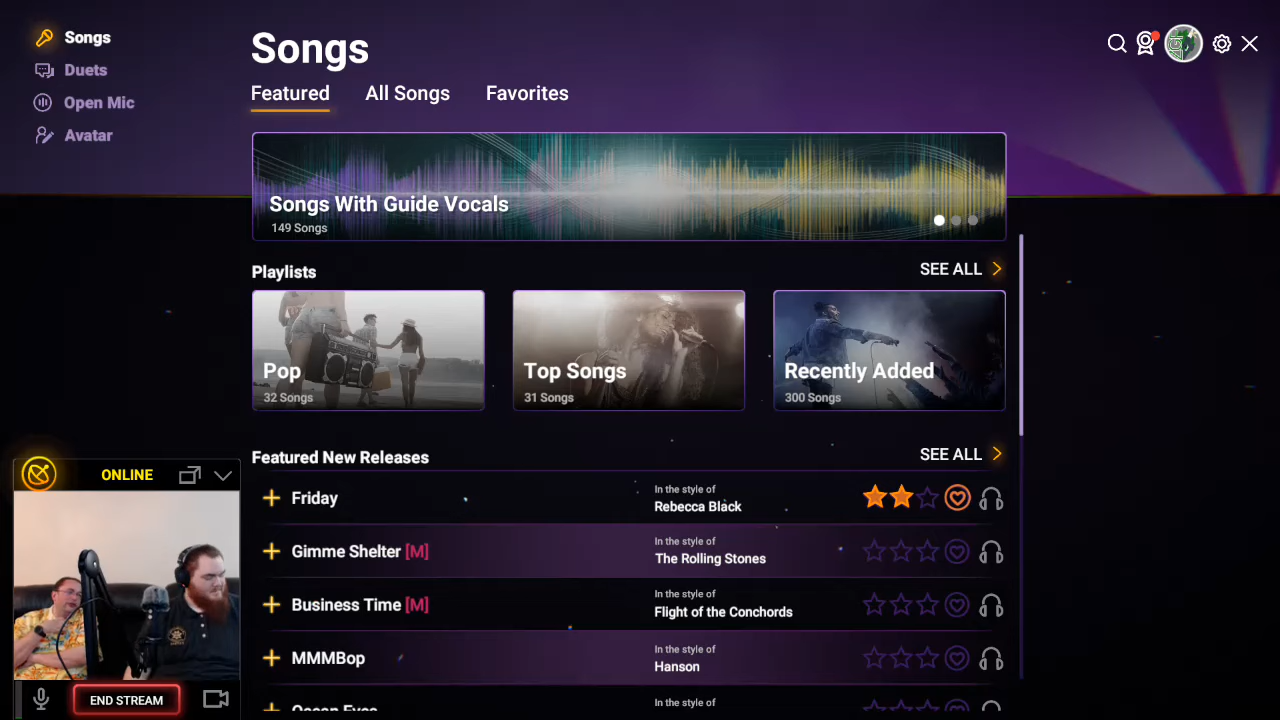 Songs
Duets
Open Mic
Avatar
Songs
Featured
All Songs
Favorites
Songs With Guide Vocals
149 Songs
Playlists
SEE ALL
Pop
32 Songs
Top Songs
31 Songs
Recently Added
300 Songs
Featured New Releases
SEE ALL
Friday
In the style of
Rebecca Black
Gimme Shelter [M]
In the style of
The Rolling Stones
Business Time [M]
In the style of
Flight of the Conchords
MMMBop
In the style of
Hanson
Ocean Eyes
In the style of
ONLINE
END STREAM